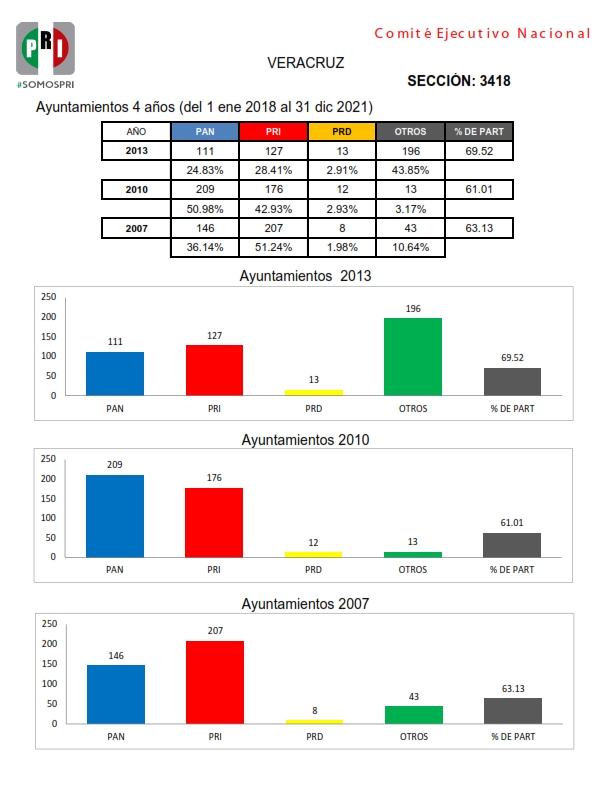 Comité Ejecutivo Nacional
PRI
#SOMOSPRI
VERACRUZ
SECCIÓN: 3418
Ayuntamientos 4 años (del 1 ene 2018 al 31 dic 2021)
AÑO PAN PRI PRD OTROS % DE PART
2013 111 127 13 196 69.52
24.83% 28.41% 2.91% 43.85%
2010 209 176 12 13 61.01
50.98% 42.93% 2.93% 3.17%
2007 146 207 8 43 63.13
36.14% 51.24% 1.98% 10.64%
Ayuntamientos 2013
250
200
150
100
50
0
111 127 13 196 69.52
PAN PRI PRD OTROS % DE PART
Ayuntamientos 2010
250
200
150
100
50
0
209 176 12 13 61.01
PAN PRI PRD OTROS % DE PART
Ayuntamientos 2007
250
200
150
100
50
0
146 207 8 43 63.13
PAN PRI PRD OTROS % DE PART